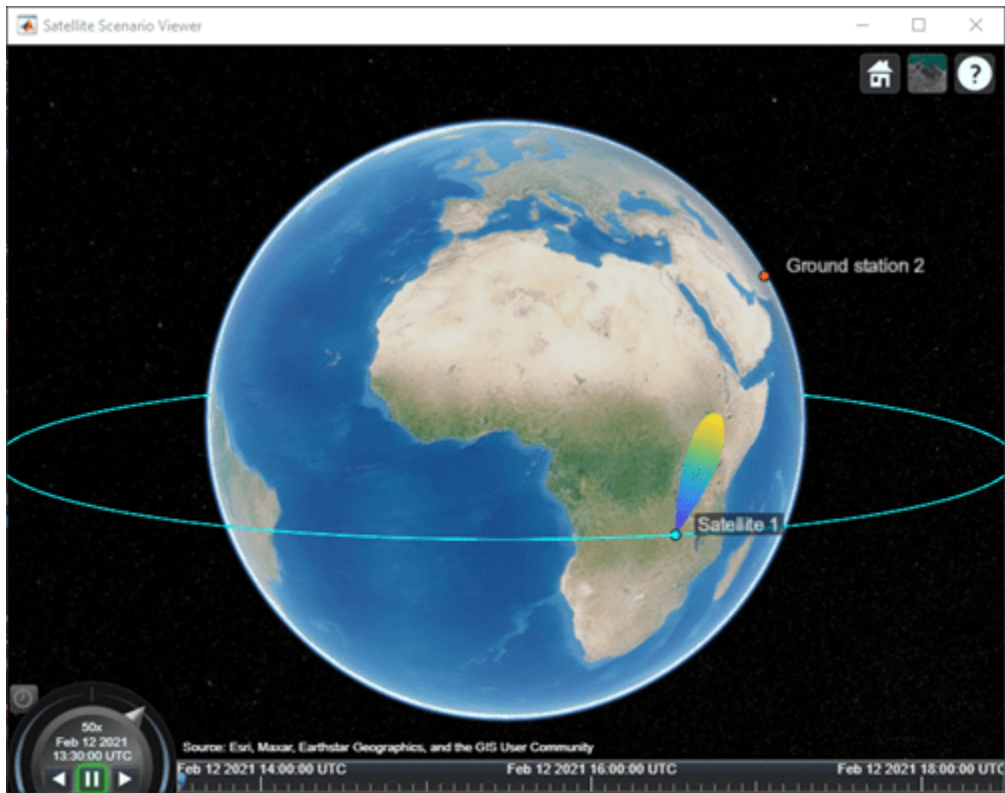 Satellite Scenario Viewer
?
Ground station 2
Satellite 1
50x
Feb 12 2021
13:30:00 UTC
Source: Esri, Maxar, Earthstar Geographics, and the GIS User Community
Feb 12 2021 14:00:00 UTC
Feb 12 2021 16:00:00 UTC
Feb 12 2021 18:00:00 UTC